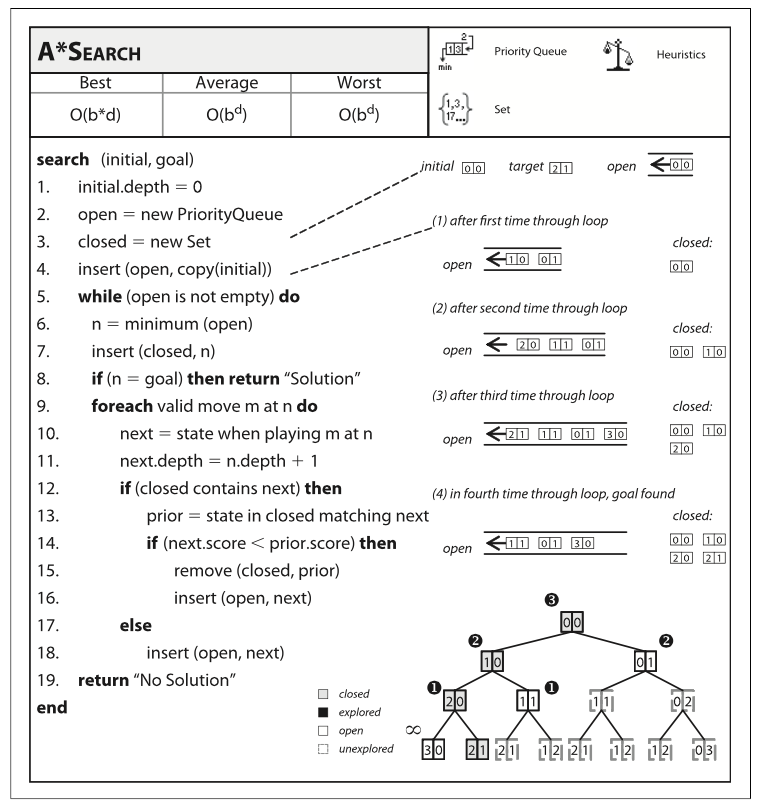 A*SEARCH
Best Average Worst
O(b*d) O(bᵈ) O(bᵈ)
2
1 3
min
Priority Queue
Heuristics
{1,3,
17...}
Set
search (initial, goal)
1. initial.depth = 0
2. open = new PriorityQueue
3. closed = new Set
4. insert (open, copy(initial))
5. while (open is not empty) do
6. n = minimum (open)
7. insert (closed, n)
8. if (n = goal) then return “Solution”
9. foreach valid move m at n do
10. next = state when playing m at n
11. next.depth = n.depth + 1
12. if (closed contains next) then
13. prior = state in closed matching next
14. if (next.score < prior.score) then
15. remove (closed, prior)
16. insert (open, next)
17. else
18. insert (open, next)
19. return “No Solution”
end
initial 0 0 target 2 1 open 0 0
(1) after first time through loop
closed:
open 1 0 0 1
0 0
(2) after second time through loop
closed:
open 2 0 1 1 0 1
0 0 1 0
(3) after third time through loop
closed:
open 2 1 1 1 0 1 3 0
0 0 1 0
2 0
(4) in fourth time through loop, goal found
closed:
open 1 1 0 1 3 0
0 0 1 0
2 0 2 1
3
0 0
2 2
1 0 0 1
1 1
2 0 1 1 1 1 0 2
∞
3 0 2 1 2 1 1 2 2 1 1 2 1 2 0 3
closed
explored
open
unexplored